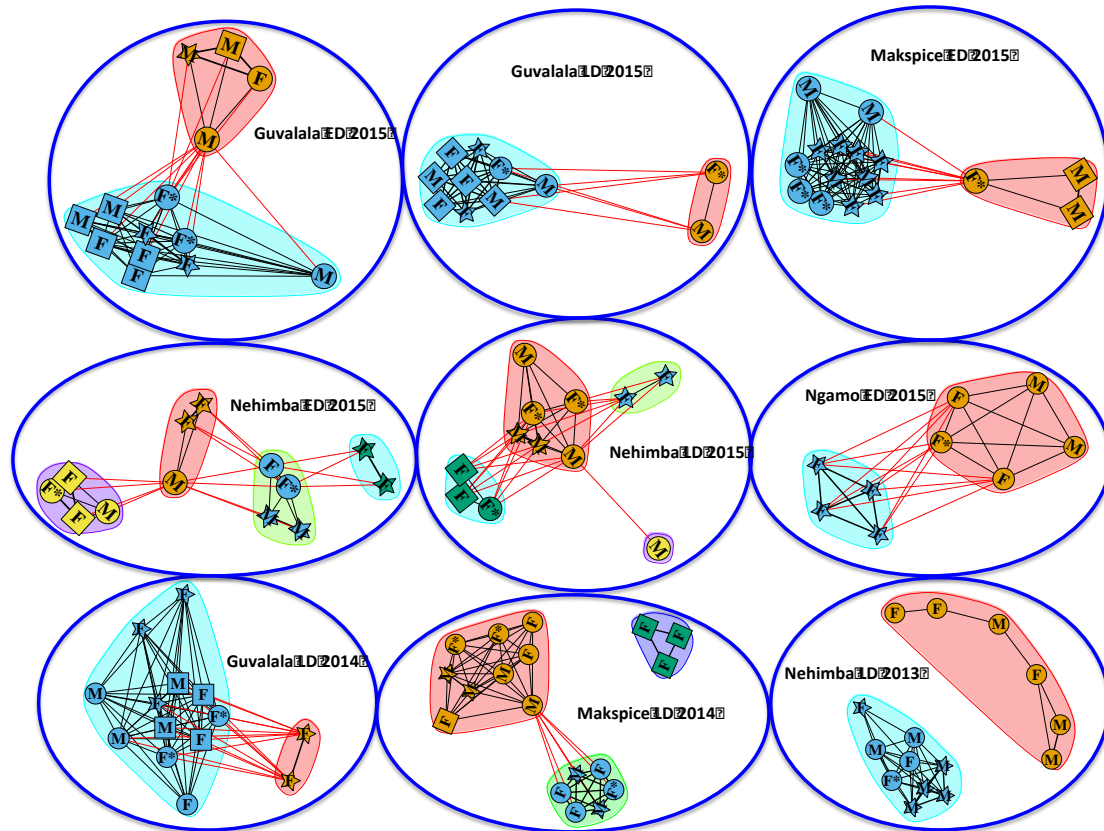 M
M
F
M
Guvalala⍰ED⍰2015⍰
F*
M
M
F
F
F*
F
F
F
M
Guvalala⍰LD⍰2015⍰
F
F
F*
M
F
M
F
M
F
F
F*
M
Makspice⍰ED⍰2015⍰
M
M
F*
F*
F*
F*
M
M
Nehimba⍰ED⍰2015⍰
F
F
M
F
F*
M
M
F
F*
F
M
F
F
Nehimba⍰LD⍰2015⍰
M
F*
F*
M
M
M
F
F
F
F
F*
M
Ngamo⍰ED⍰2015⍰
F
M
F*
M
F
F
F
F
F
Guvalala⍰LD⍰2014⍰
F
F
M
M
F
F
F*
M
M
F
F*
F
F
F
Makspice⍰LD⍰2014⍰
F*
F*
F
F
M
M
M
F
M
F
F
F
F
M
F
F*
F
M
F
Nehimba⍰LD⍰2013⍰
F
F
M
F
M
M
F
M
M
F
M
F*
M
M
M
M